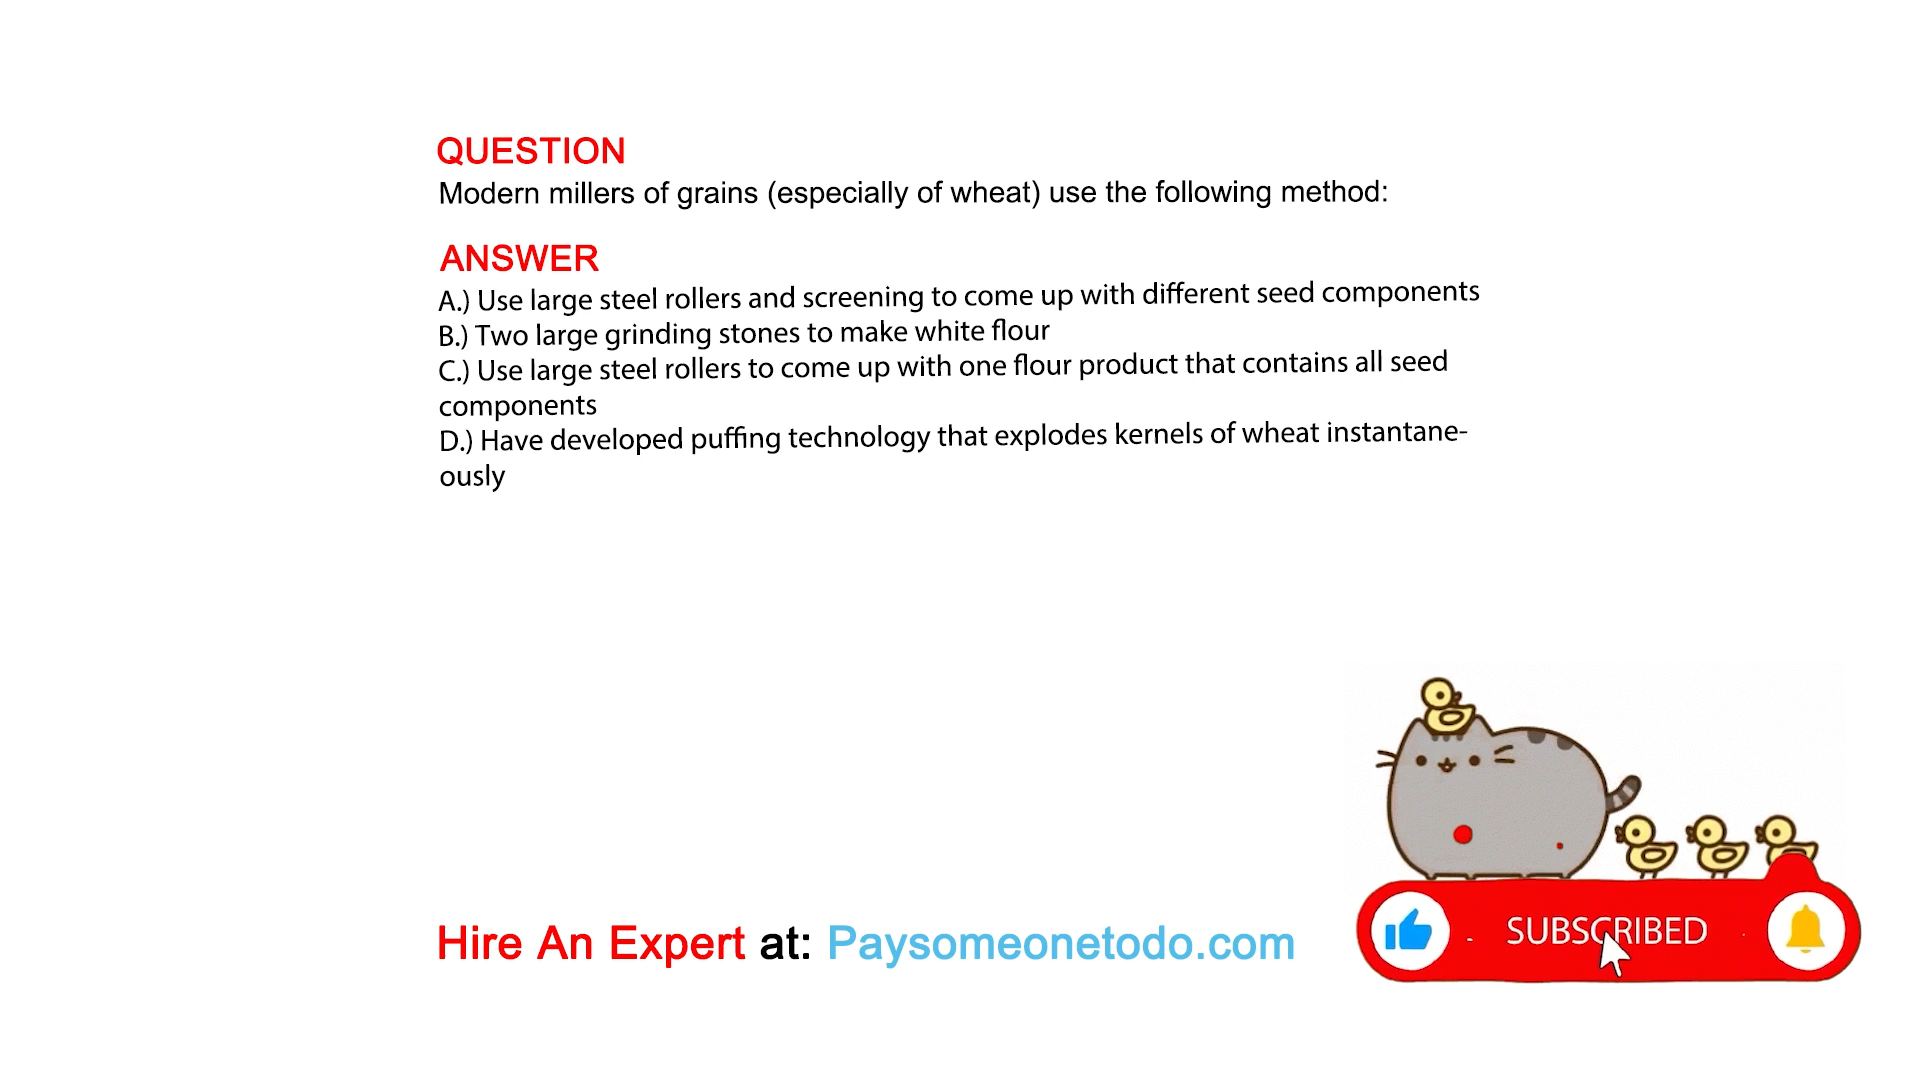 QUESTION
Modern millers of grains (especially of wheat) use the following method:
ANSWER
A.) Use large steel rollers and screening to come up with different seed components
B.) Two large grinding stones to make white flour
C.) Use large steel rollers to come up with one flour product that contains all seed
components
D.) Have developed puffing technology that explodes kernels of wheat instantane-
ously
Hire An Expert at: Paysomeonetodo.com
SUBSCRIBED